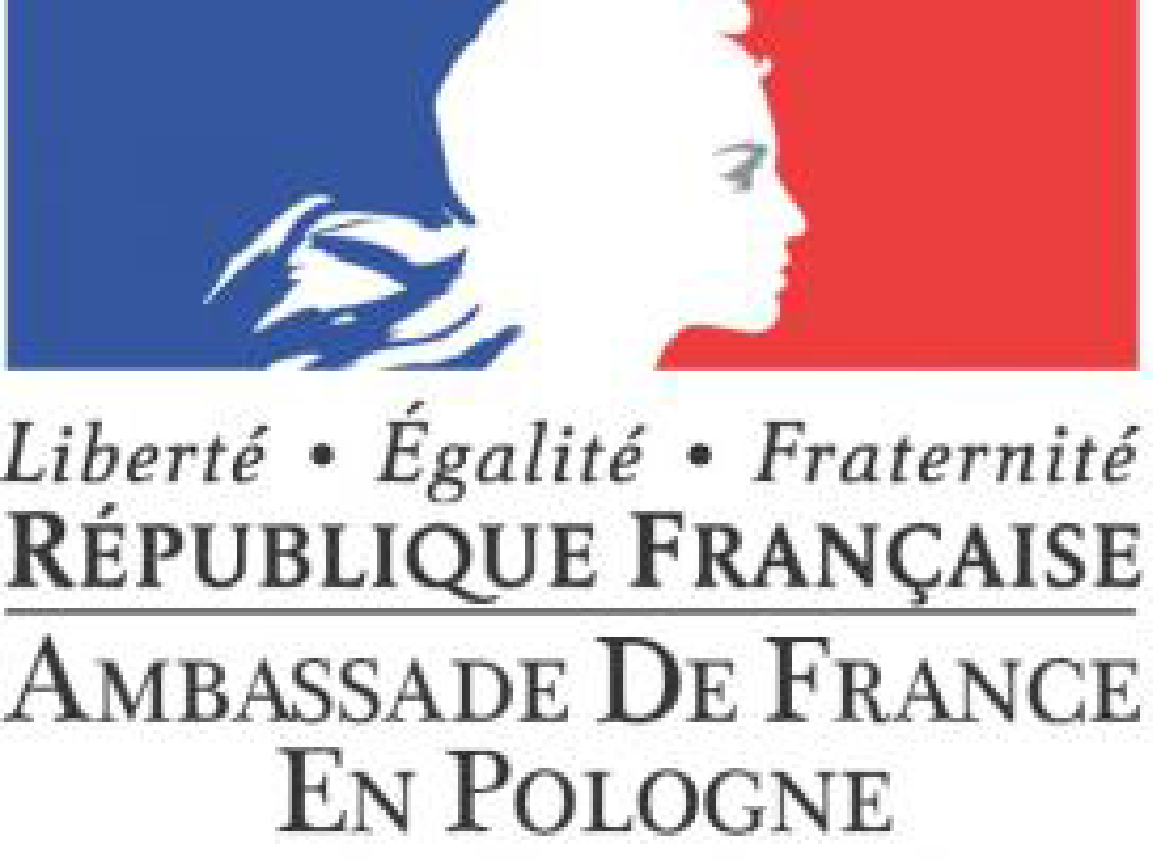 Liberté • Égalité • Fraternité
RÉPUBLIQUE FRANÇAISE
AMBASSADE DE FRANCE
EN POLOGNE